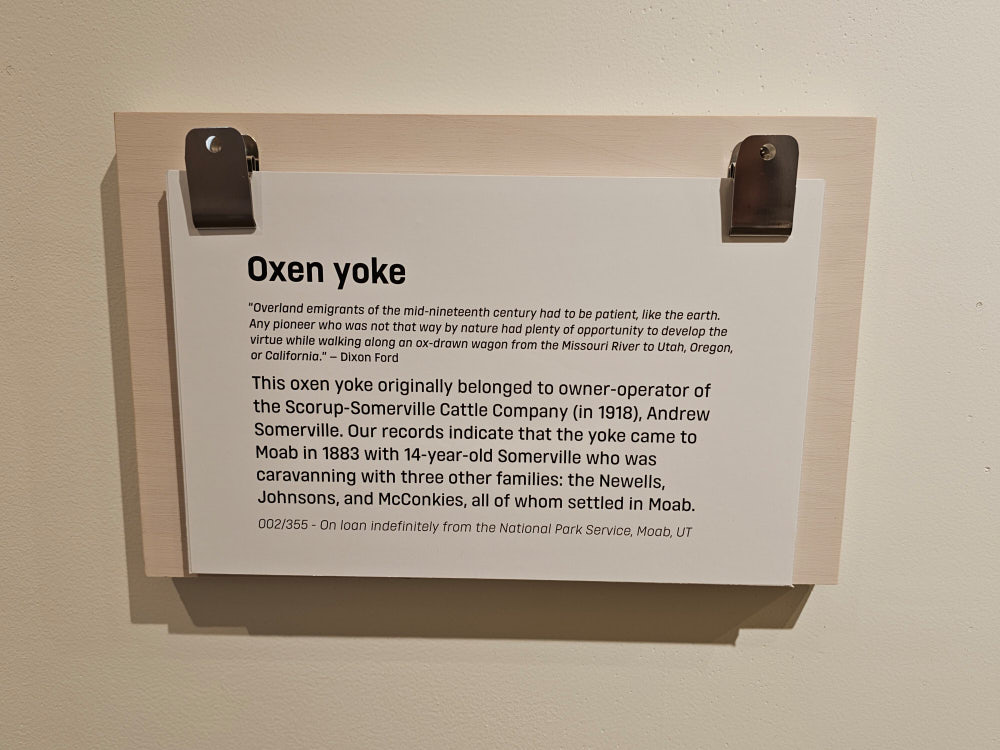 Oxen yoke
"Overland emigrants of the mid-nineteenth century had to be patient, like the earth.
Any pioneer who was not that way by nature had plenty of opportunity to develop the
virtue while walking along an ox-drawn wagon from the Missouri River to Utah, Oregon,
or California." – Dixon Ford
This oxen yoke originally belonged to owner-operator of
the Scorup-Somerville Cattle Company (in 1918), Andrew
Somerville. Our records indicate that the yoke came to
Moab in 1883 with 14-year-old Somerville who was
caravanning with three other families: the Newells,
Johnsons, and McConkies, all of whom settled in Moab.
002/355 - On loan indefinitely from the National Park Service, Moab, UT